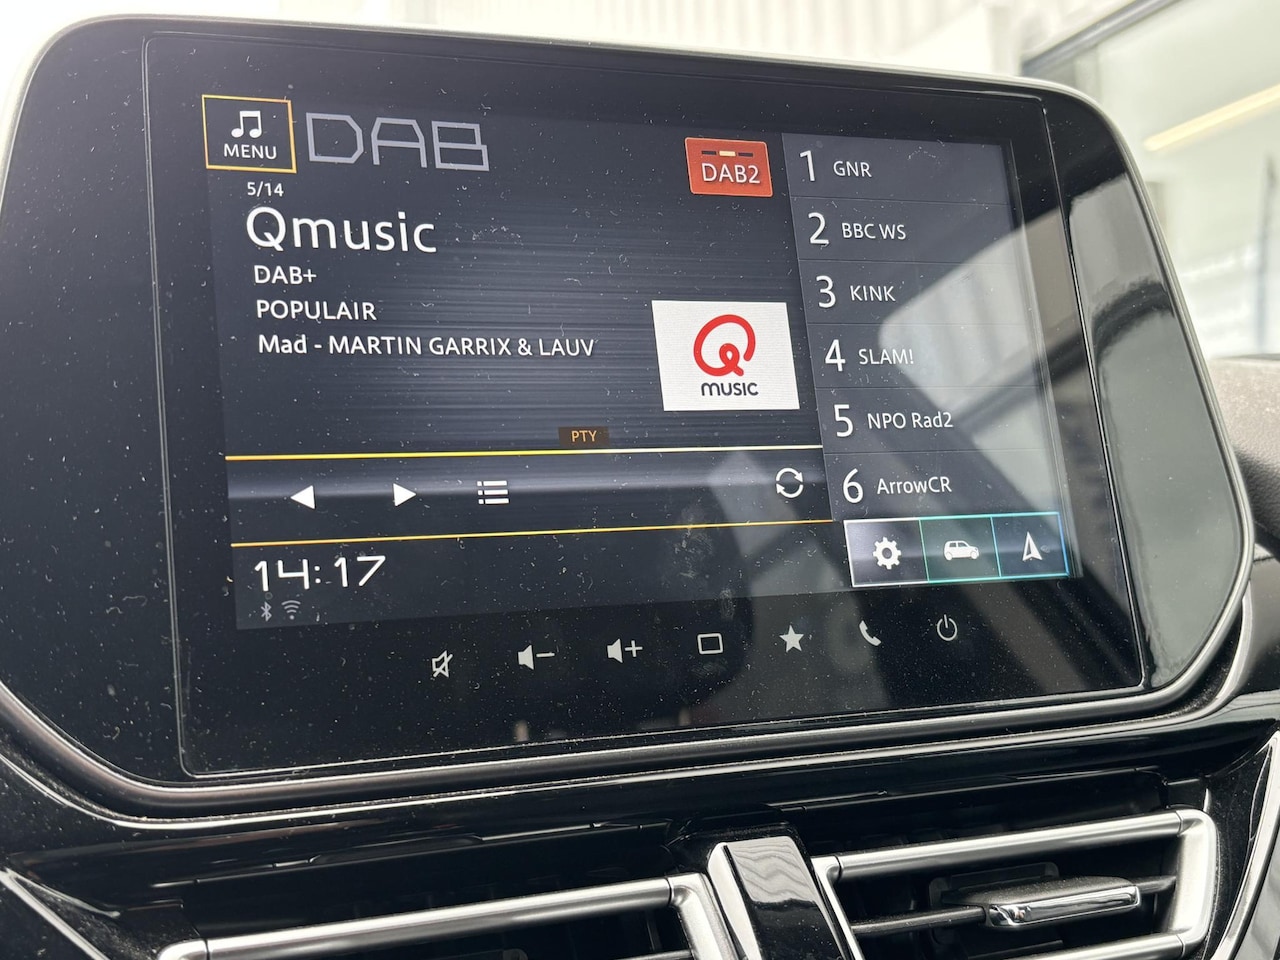 MENU
DAB
DAB2
5/14
Qmusic
DAB+
POPULAIR
Mad - MARTIN GARRIX & LAUV
Q
MUSIC
PTY
14:17
1 GNR
2 BBC WS
3 KINK
4 SLAM!
5 NPO Rad2
6 ArrowCR